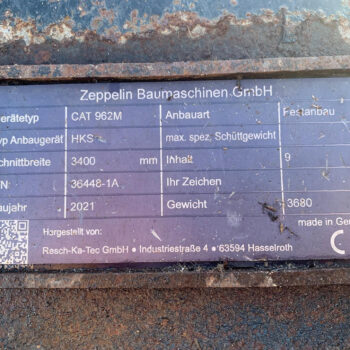 Zeppelin Baumaschinen GmbH
erätetyp CAT 962M Anbauart Festanbau
yp Anbaugerät HKS max. spez. Schüttgewicht
chnittbreite 3400 mm Inhalt 9
N 36448-1A Ihr Zeichen
aujahr 2021 Gewicht 3680
Hergestellt von: made in Ger
Resch-Ka-Tec GmbH • Industriestraße 4 • 63594 Hasselroth C